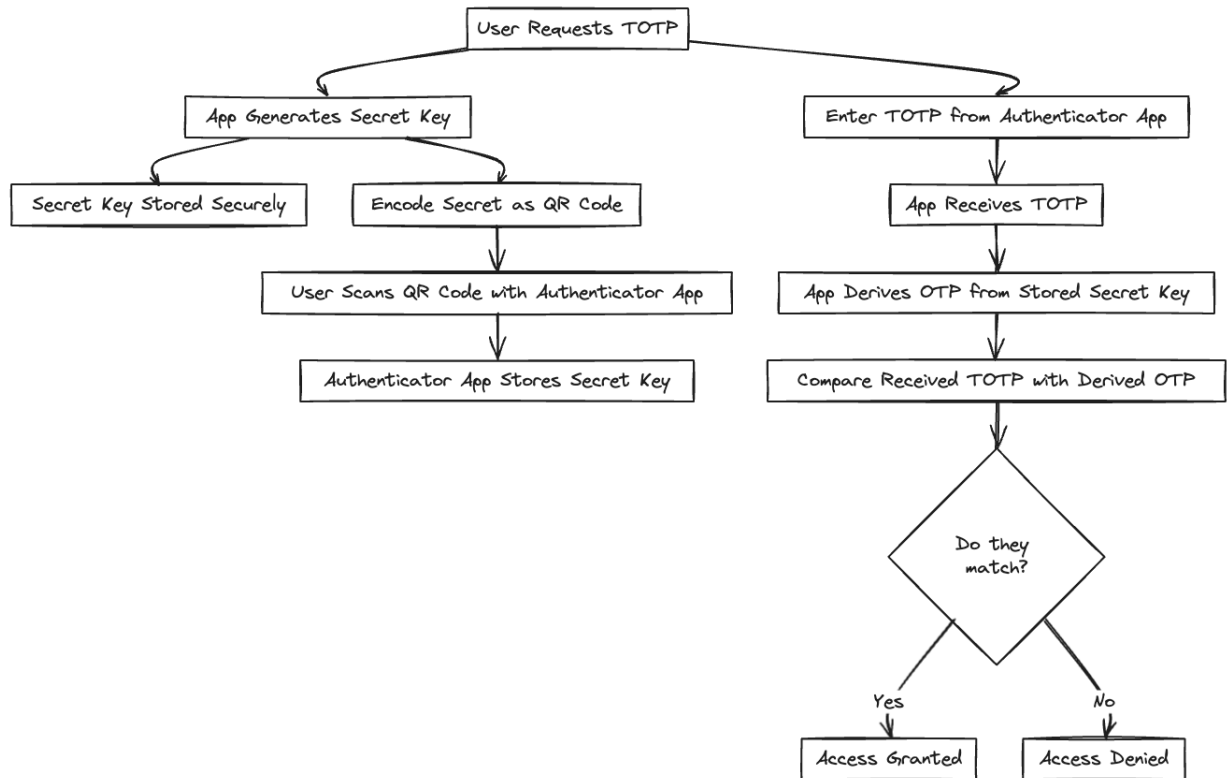 User Requests TOTP
App Generates Secret Key
Enter TOTP from Authenticator App
Secret Key Stored Securely
Encode Secret as QR Code
App Receives TOTP
User Scans QR Code with Authenticator App
App Derives OTP from Stored Secret Key
Authenticator App Stores Secret Key
Compare Received TOTP with Derived OTP
Do they
match?
Yes
No
Access Granted
Access Denied